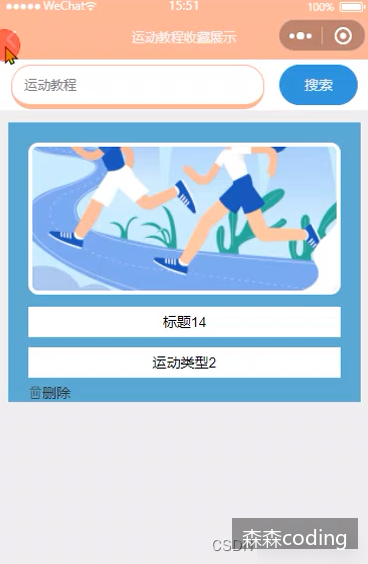 WeChat
15:51
100%
运动教程收藏展示
运动教程
搜索
标题14
运动类型2
删除
CSDN
森森coding